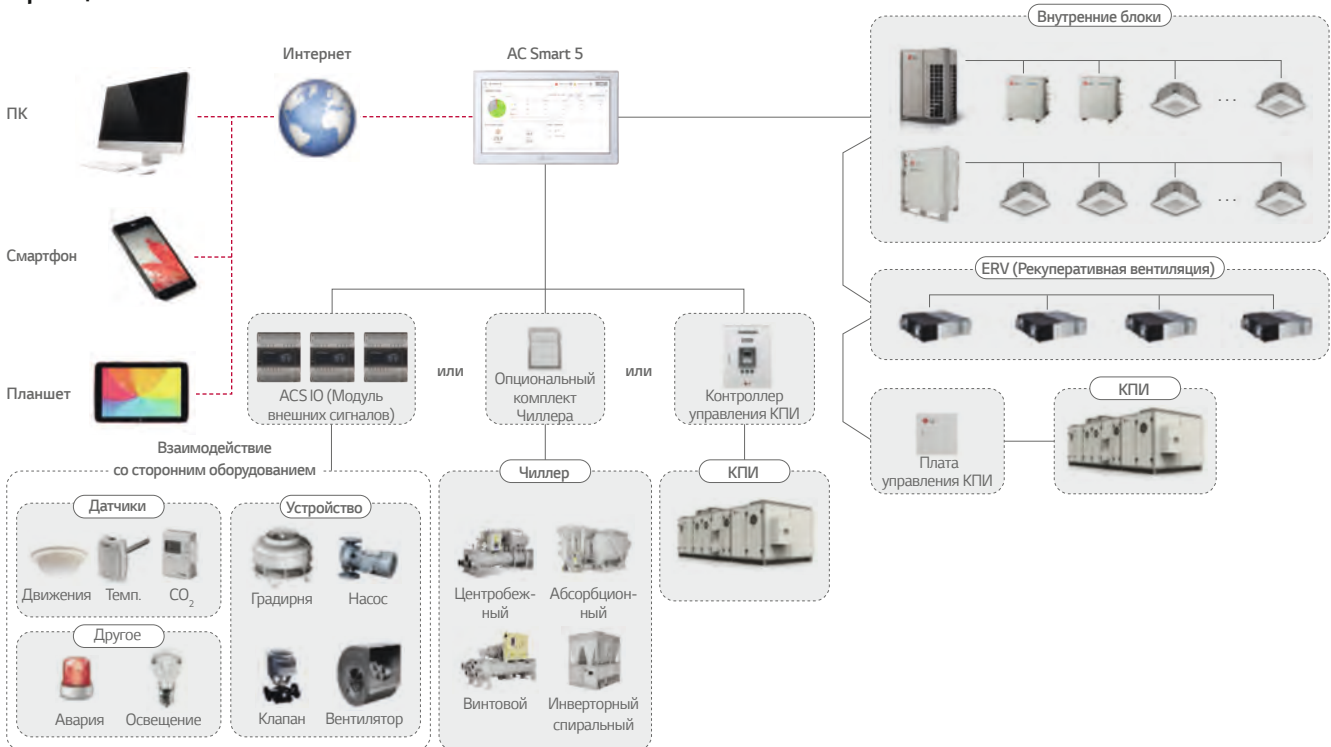 Внутренние блоки
Интернет
AC Smart 5
ПК
Смартфон
ERV (Рекуперативная вентиляция)
Планшет
ACS IO (Модуль
внешних сигналов)
или
Опциональный
комплект
Чиллера
или
Контроллер
управления КПИ
КПИ
Плата
управления КПИ
Взаимодействие
со сторонним оборудованием
Чиллер
КПИ
Датчики
Устройство
Движения
Темп.
CO2
Градирня
Насос
Центробеж-
ный
Абсорбцион-
ный
Другое
Авария
Освещение
Клапан
Вентилятор
Винтовой
Инверторный
спиральный